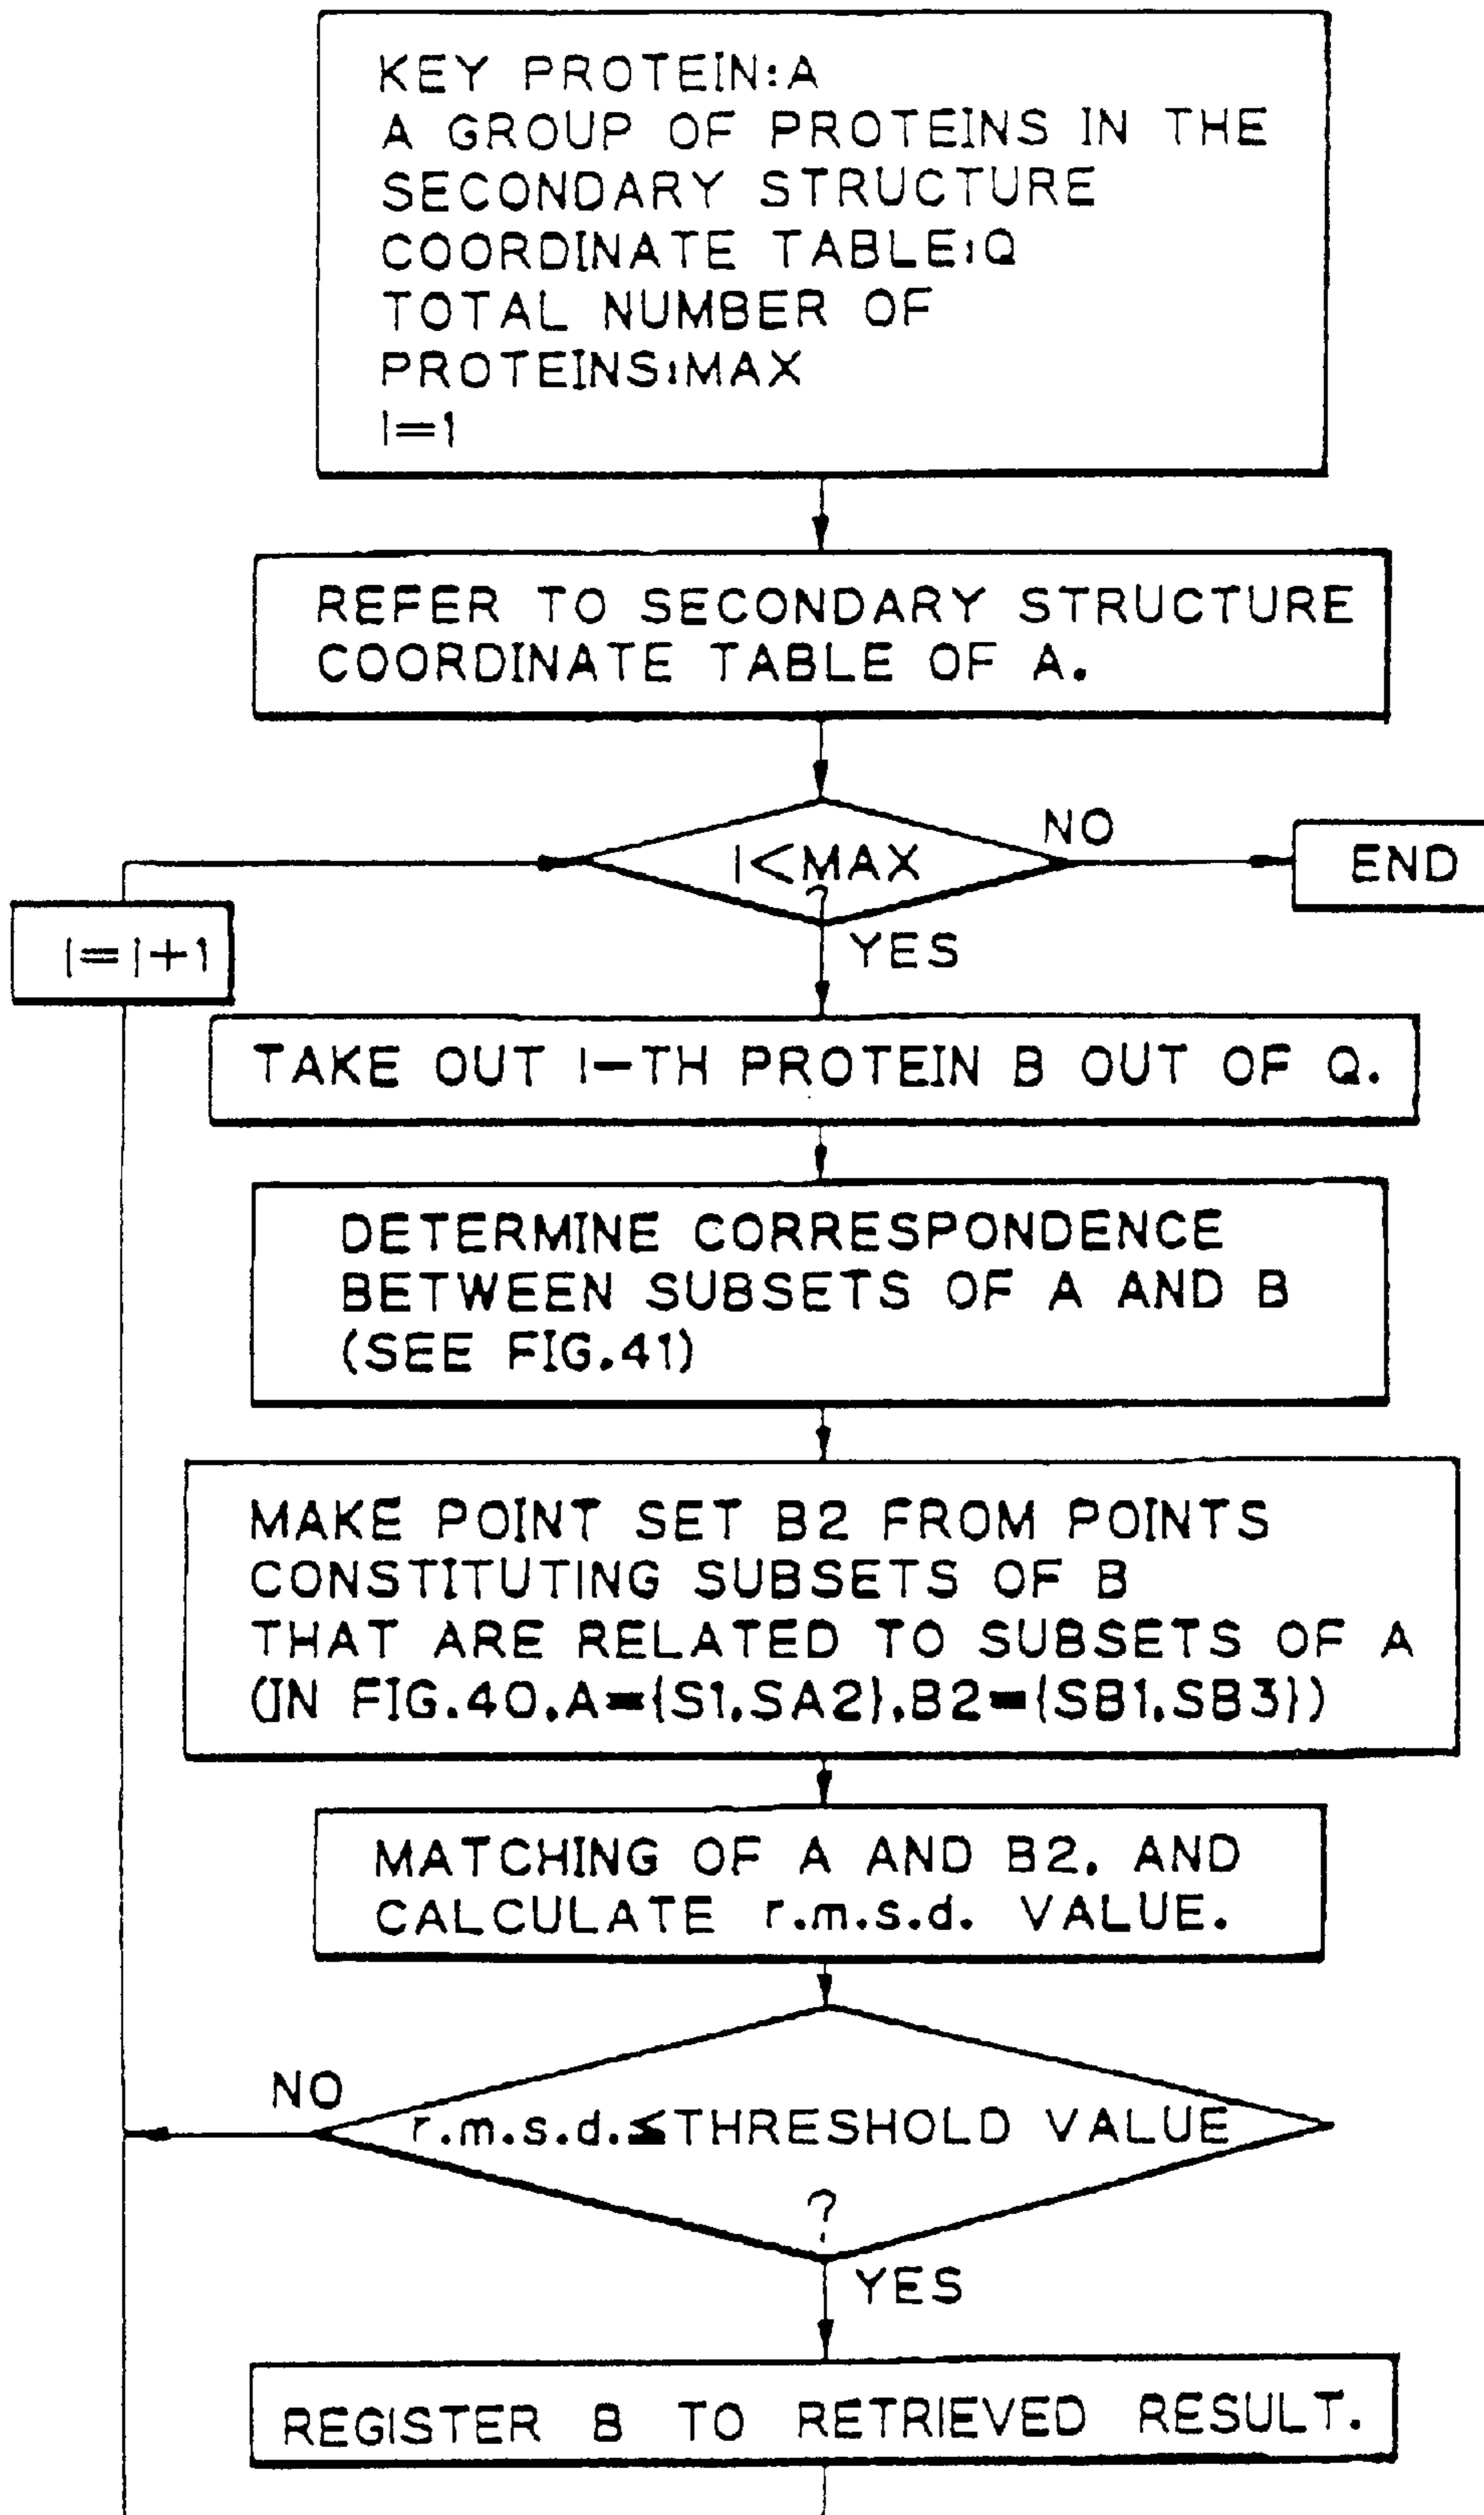 KEY PROTEIN:A
A GROUP OF PROTEINS IN THE
SECONDARY STRUCTURE
COORDINATE TABLE:Q
TOTAL NUMBER OF
PROTEINS:MAX
I=1
REFER TO SECONDARY STRUCTURE
COORDINATE TABLE OF A.
I<MAX
?
NO
END
YES
I=I+1
TAKE OUT I-TH PROTEIN B OUT OF Q.
DETERMINE CORRESPONDENCE
BETWEEN SUBSETS OF A AND B
(SEE FIG.41)
MAKE POINT SET B2 FROM POINTS
CONSTITUTING SUBSETS OF B
THAT ARE RELATED TO SUBSETS OF A
(IN FIG.40.A={S1.SA2}.B2={SB1.SB3})
MATCHING OF A AND B2. AND
CALCULATE r.m.s.d. VALUE.
NO
r.m.s.d.≦THRESHOLD VALUE
?
YES
REGISTER B TO RETRIEVED RESULT.